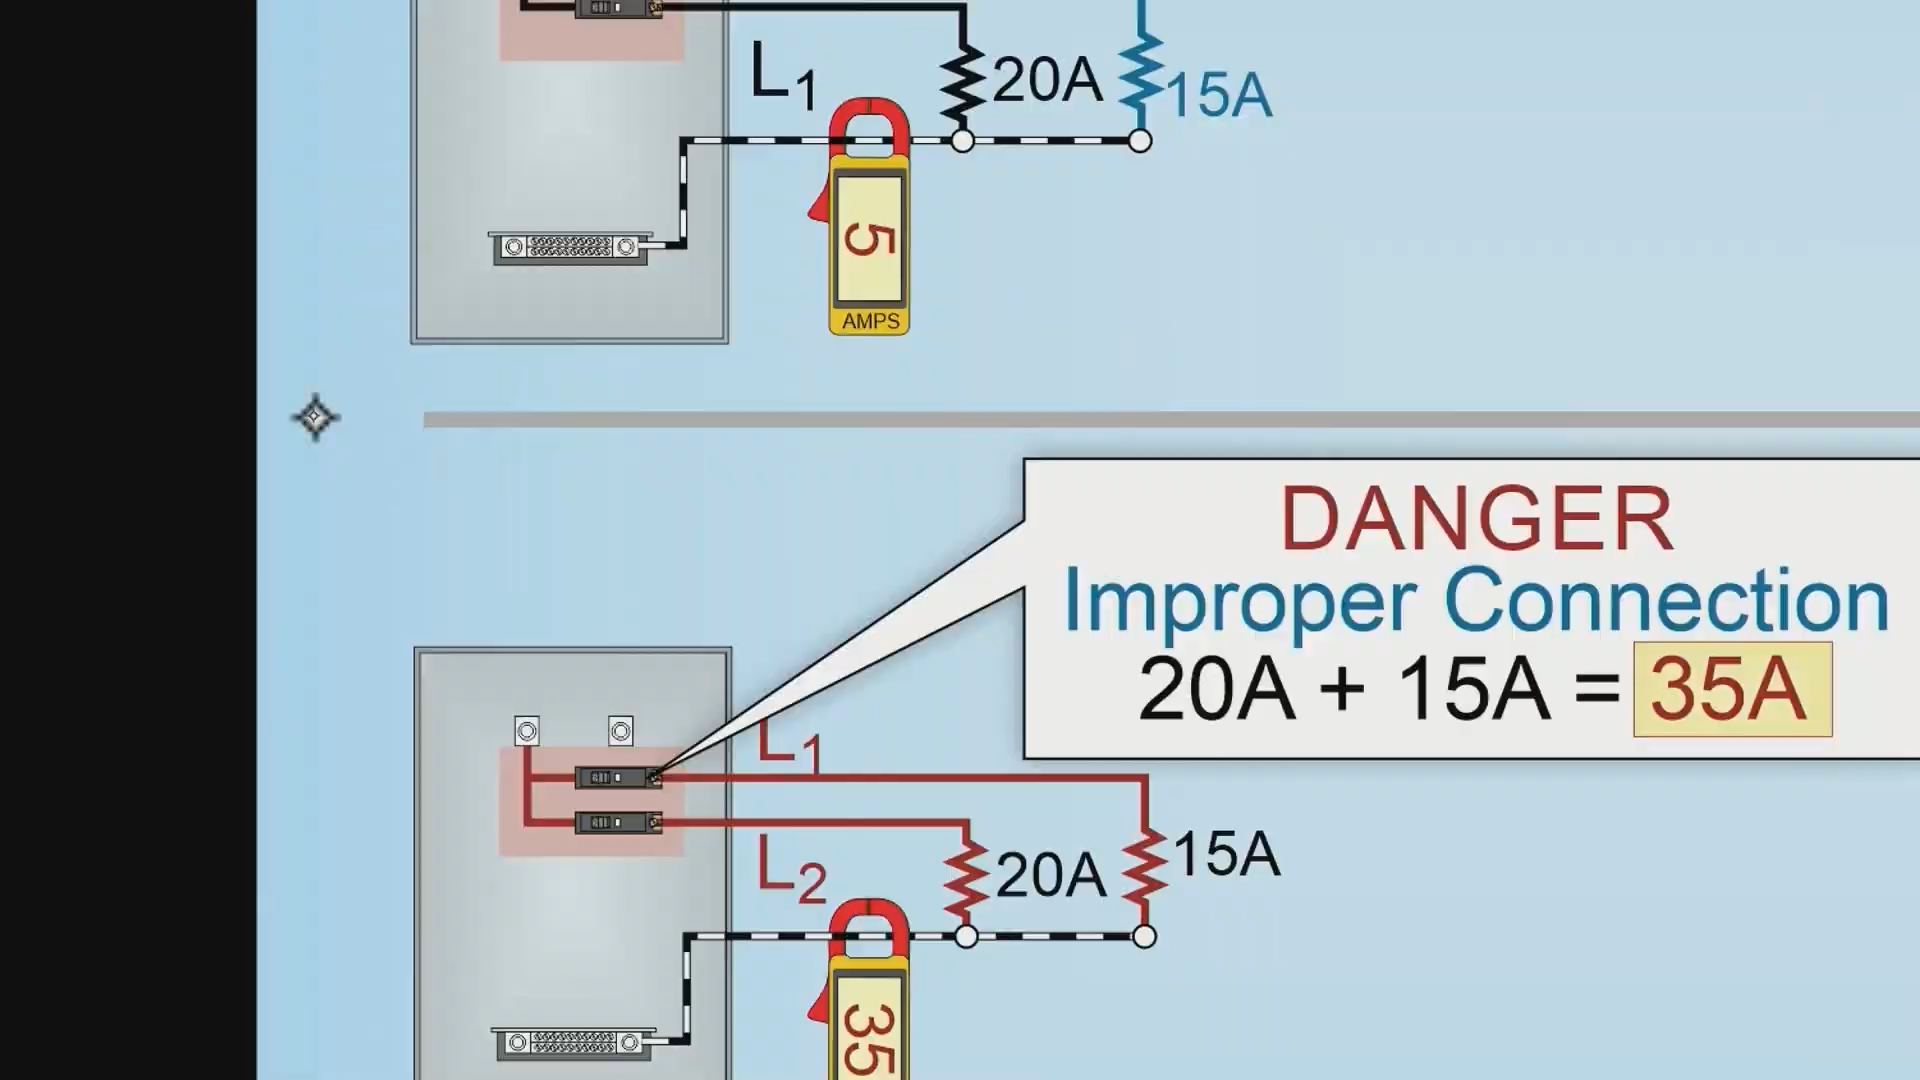 L1
20A
15A
5
AMPS
DANGER
Improper Connection
20A + 15A = 35A
L1
L2
20A
15A
35